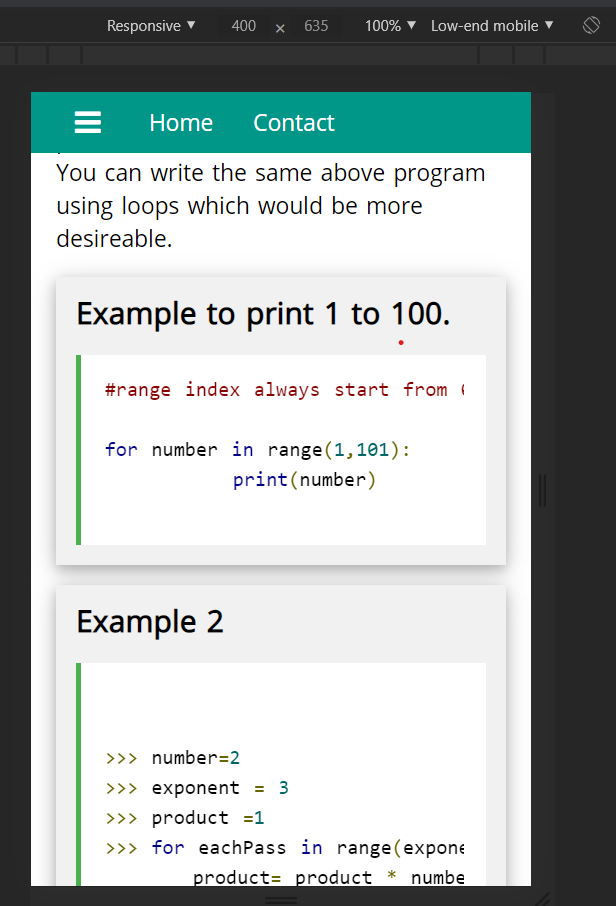 Responsive ▼ 400 × 635 100% ▼ Low-end mobile ▼
Home Contact
You can write the same above program
using loops which would be more
desireable.
Example to print 1 to 100.
#range index always start from
for number in range(1,101):
print(number)
Example 2
>>> number=2
>>> exponent = 3
>>> product =1
>>> for eachPass in range(expone
product= product * numbe